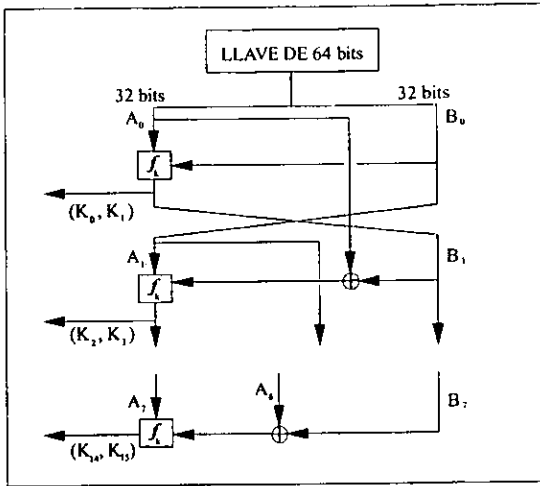 LLAVE DE 64 bits
32 bits 32 bits
A₀ B₀
fₖ
(K₀, K₁)
A₁ B₁
fₖ
(K₂, K₃)
A₇ A₆ B₇
fₖ
(K₁₄, K₁₅)